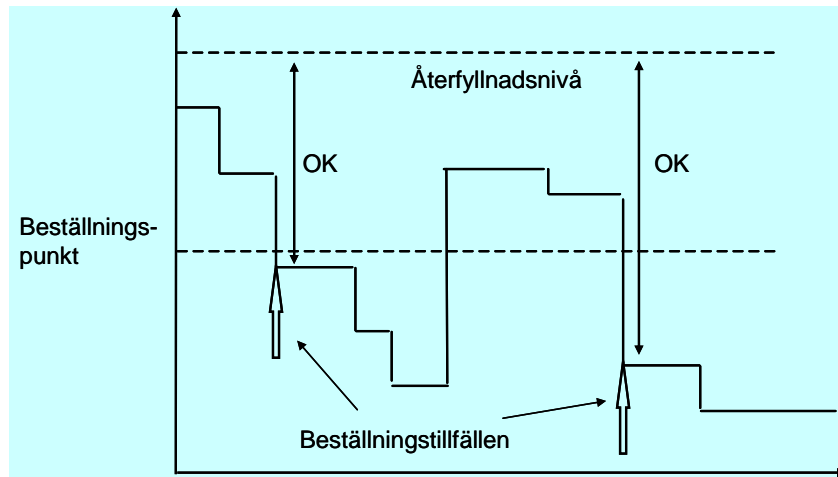 Återfyllnadsnivå
OK
OK
Beställnings-
punkt
Beställningstillfällen